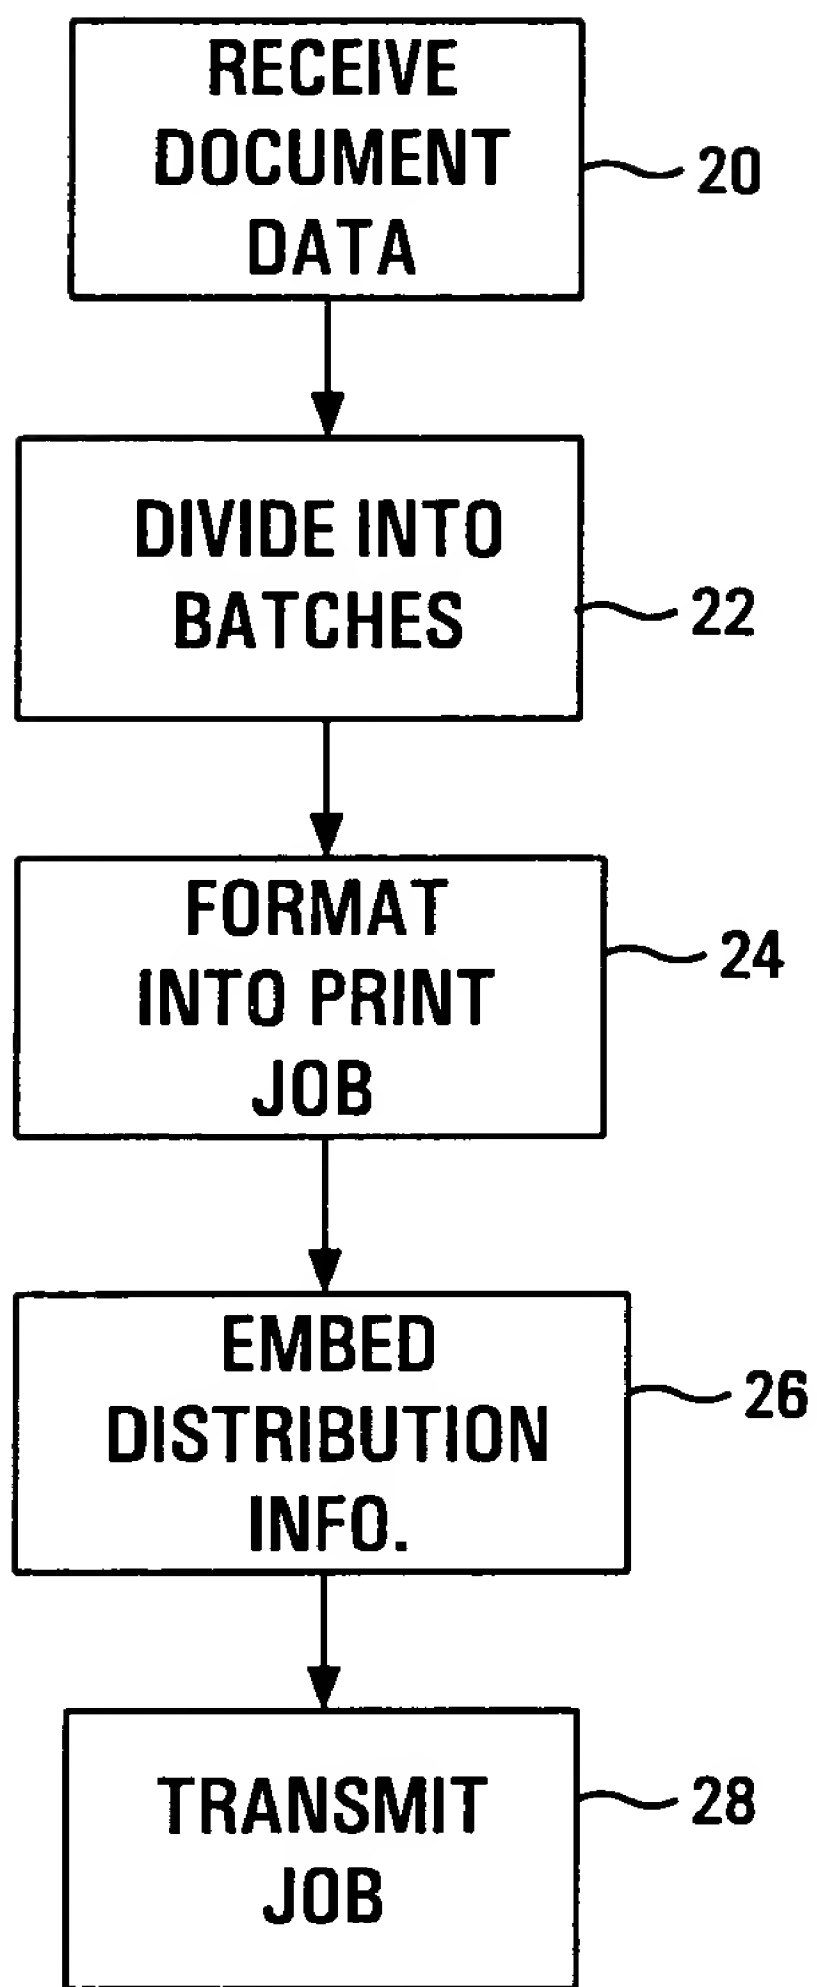 RECEIVE
DOCUMENT
DATA
20
DIVIDE INTO
BATCHES
22
FORMAT
INTO PRINT
JOB
24
EMBED
DISTRIBUTION
INFO.
26
TRANSMIT
JOB
28